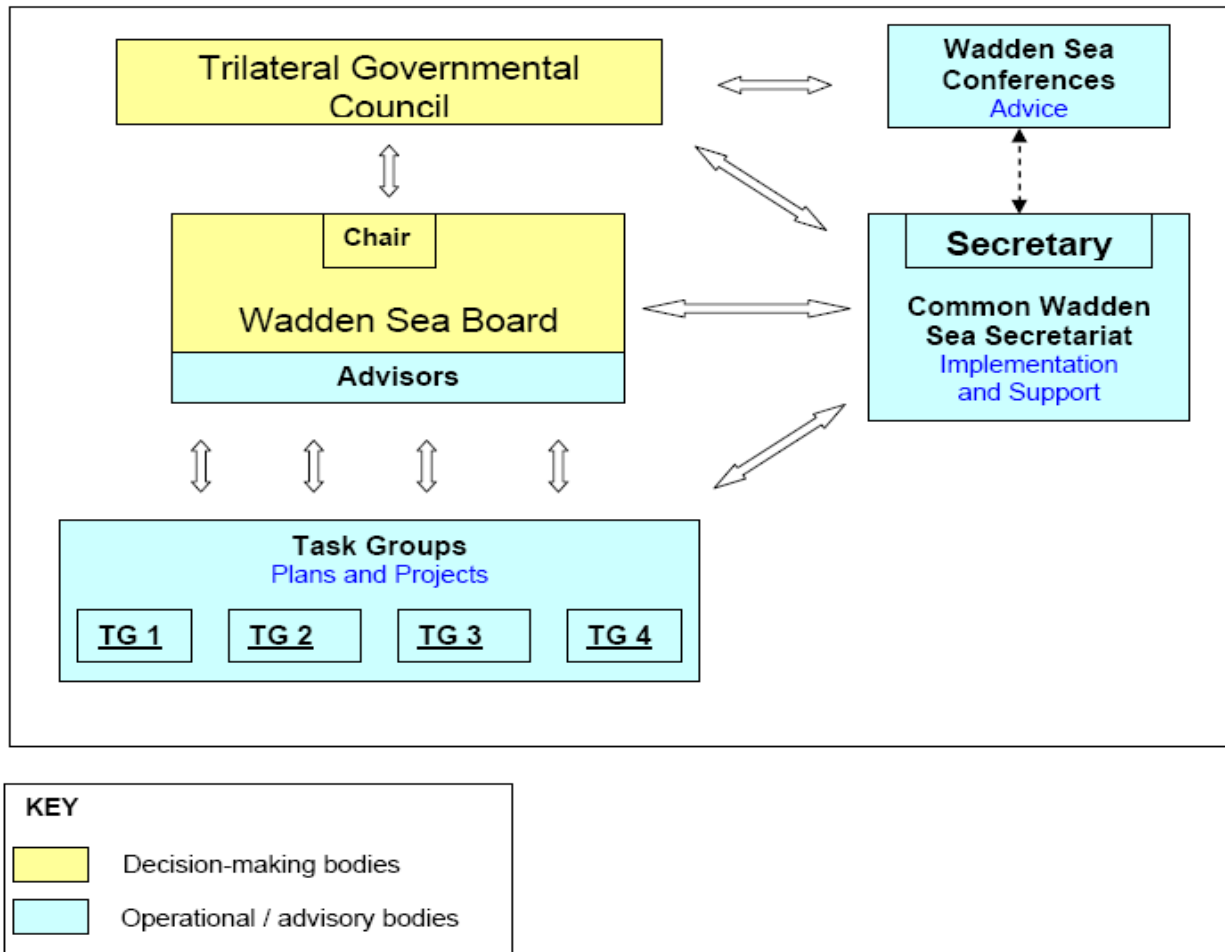 Trilateral Governmental
Council
Wadden Sea
Conferences
Advice
Chair
Wadden Sea Board
Advisors
Secretary
Common Wadden
Sea Secretariat
Implementation
and Support
Task Groups
Plans and Projects
TG 1
TG 2
TG 3
TG 4
KEY
Decision-making bodies
Operational / advisory bodies